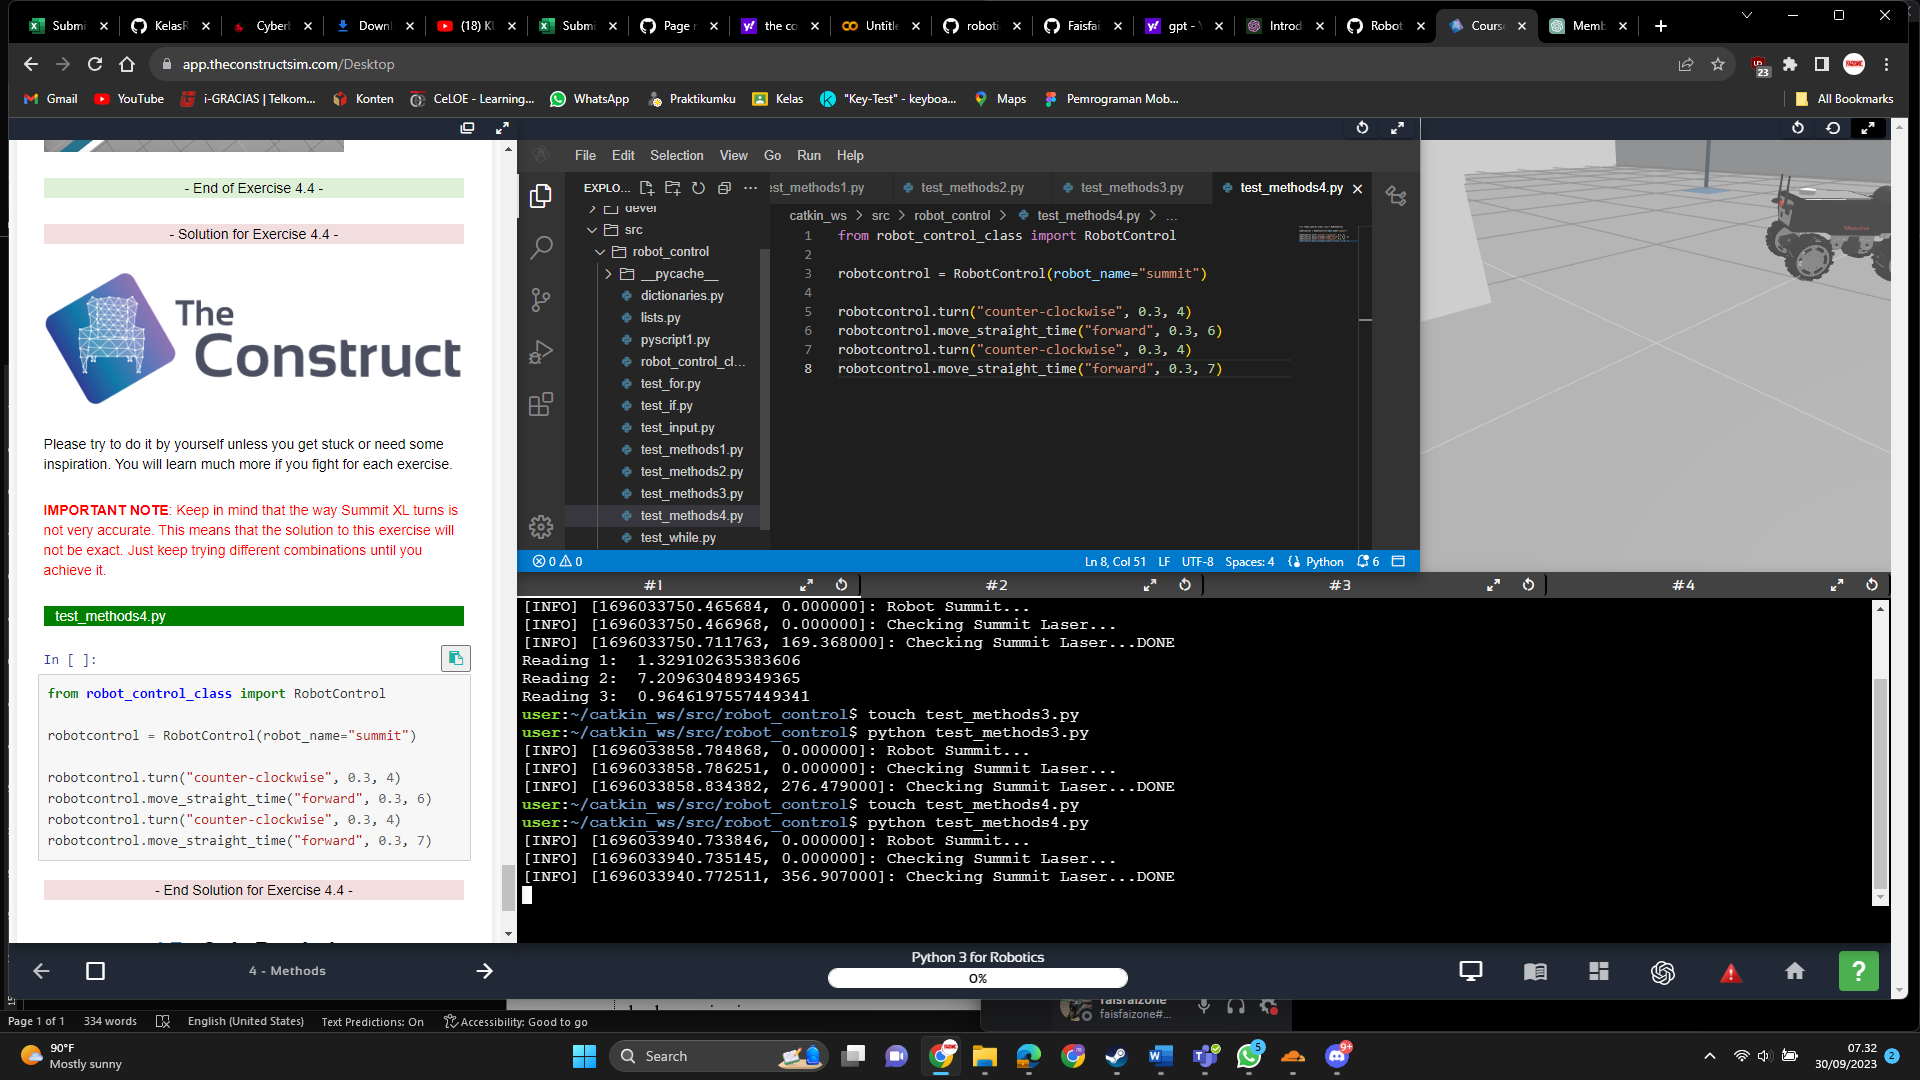 Submi
KelasR
Cyberl
Downl
(18) Kl
Submi
Page n
the co
Untitle
roboti
Faisfai
gpt - Y
Introd
Robot
Course
Memb
app.theconstructsim.com/Desktop
23
Gmail
YouTube
i-GRACIAS | Telkom...
Konten
CeLOE - Learning...
WhatsApp
Praktikumku
Kelas
"Key-Test" - keyboa...
Maps
Pemrograman Mob...
All Bookmarks
- End of Exercise 4.4 -
- Solution for Exercise 4.4 -
The
Construct
Please try to do it by yourself unless you get stuck or need some
inspiration. You will learn much more if you fight for each exercise.
IMPORTANT NOTE: Keep in mind that the way Summit XL turns is
not very accurate. This means that the solution to this exercise will
not be exact. Just keep trying different combinations until you
achieve it.
test_methods4.py
In [ ]:
from robot_control_class import RobotControl
robotcontrol = RobotControl(robot_name="summit")
robotcontrol.turn("counter-clockwise", 0.3, 4)
robotcontrol.move_straight_time("forward", 0.3, 6)
robotcontrol.turn("counter-clockwise", 0.3, 4)
robotcontrol.move_straight_time("forward", 0.3, 7)
- End Solution for Exercise 4.4 -
File Edit Selection View Go Run Help
EXPLO...
devel
src
robot_control
__pycache__
dictionaries.py
lists.py
pyscript1.py
robot_control_cl...
test_for.py
test_if.py
test_input.py
test_methods1.py
test_methods2.py
test_methods3.py
test_methods4.py
test_while.py
est_methods1.py
test_methods2.py
test_methods3.py
test_methods4.py
catkin_ws > src > robot_control > test_methods4.py > ...
1 from robot_control_class import RobotControl
2
3 robotcontrol = RobotControl(robot_name="summit")
4
5 robotcontrol.turn("counter-clockwise", 0.3, 4)
6 robotcontrol.move_straight_time("forward", 0.3, 6)
7 robotcontrol.turn("counter-clockwise", 0.3, 4)
8 robotcontrol.move_straight_time("forward", 0.3, 7)
0 0
Ln 8, Col 51 LF UTF-8 Spaces: 4 Python 6
#1
#2
#3
#4
[INFO] [1696033750.465684, 0.000000]: Robot Summit...
[INFO] [1696033750.466968, 0.000000]: Checking Summit Laser...
[INFO] [1696033750.711763, 169.368000]: Checking Summit Laser...DONE
Reading 1: 1.329102635383606
Reading 2: 7.209630489349365
Reading 3: 0.9646197557449341
user:~/catkin_ws/src/robot_control$ touch test_methods3.py
user:~/catkin_ws/src/robot_control$ python test_methods3.py
[INFO] [1696033858.784868, 0.000000]: Robot Summit...
[INFO] [1696033858.786251, 0.000000]: Checking Summit Laser...
[INFO] [1696033858.834382, 276.479000]: Checking Summit Laser...DONE
user:~/catkin_ws/src/robot_control$ touch test_methods4.py
user:~/catkin_ws/src/robot_control$ python test_methods4.py
[INFO] [1696033940.733846, 0.000000]: Robot Summit...
[INFO] [1696033940.735145, 0.000000]: Checking Summit Laser...
[INFO] [1696033940.772511, 356.907000]: Checking Summit Laser...DONE
4 - Methods
Python 3 for Robotics
0%
?
faisfaizone
faisfaizone#...
Page 1 of 1
334 words
English (United States)
Text Predictions: On
Accessibility: Good to go
90°F
Mostly sunny
Search
5
9+
07.32
30/09/2023
2